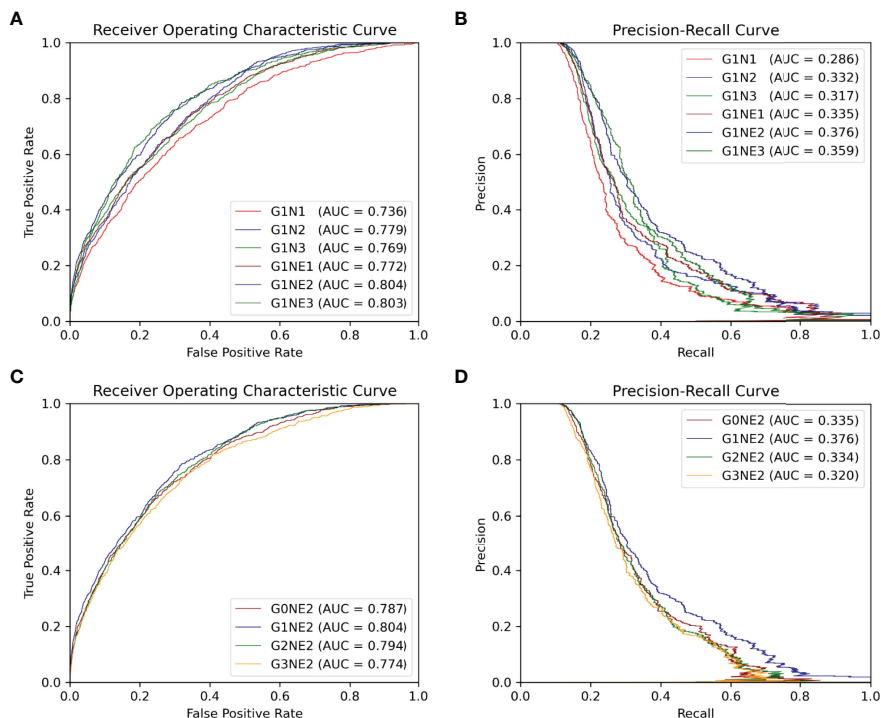 A
Receiver Operating Characteristic Curve
1.0
0.8
0.6
0.4
0.2
0.0
True Positive Rate
G1N1 (AUC = 0.736)
G1N2 (AUC = 0.779)
G1N3 (AUC = 0.769)
G1NE1 (AUC = 0.772)
G1NE2 (AUC = 0.804)
G1NE3 (AUC = 0.803)
0.0 0.2 0.4 0.6 0.8 1.0
False Positive Rate
B
Precision-Recall Curve
1.0
0.8
0.6
0.4
0.2
0.0
Precision
G1N1 (AUC = 0.286)
G1N2 (AUC = 0.332)
G1N3 (AUC = 0.317)
G1NE1 (AUC = 0.335)
G1NE2 (AUC = 0.376)
G1NE3 (AUC = 0.359)
0.0 0.2 0.4 0.6 0.8 1.0
Recall
C
Receiver Operating Characteristic Curve
1.0
0.8
0.6
0.4
0.2
0.0
True Positive Rate
G0NE2 (AUC = 0.787)
G1NE2 (AUC = 0.804)
G2NE2 (AUC = 0.794)
G3NE2 (AUC = 0.774)
0.0 0.2 0.4 0.6 0.8 1.0
False Positive Rate
D
Precision-Recall Curve
1.0
0.8
0.6
0.4
0.2
0.0
Precision
G0NE2 (AUC = 0.335)
G1NE2 (AUC = 0.376)
G2NE2 (AUC = 0.334)
G3NE2 (AUC = 0.320)
0.0 0.2 0.4 0.6 0.8 1.0
Recall